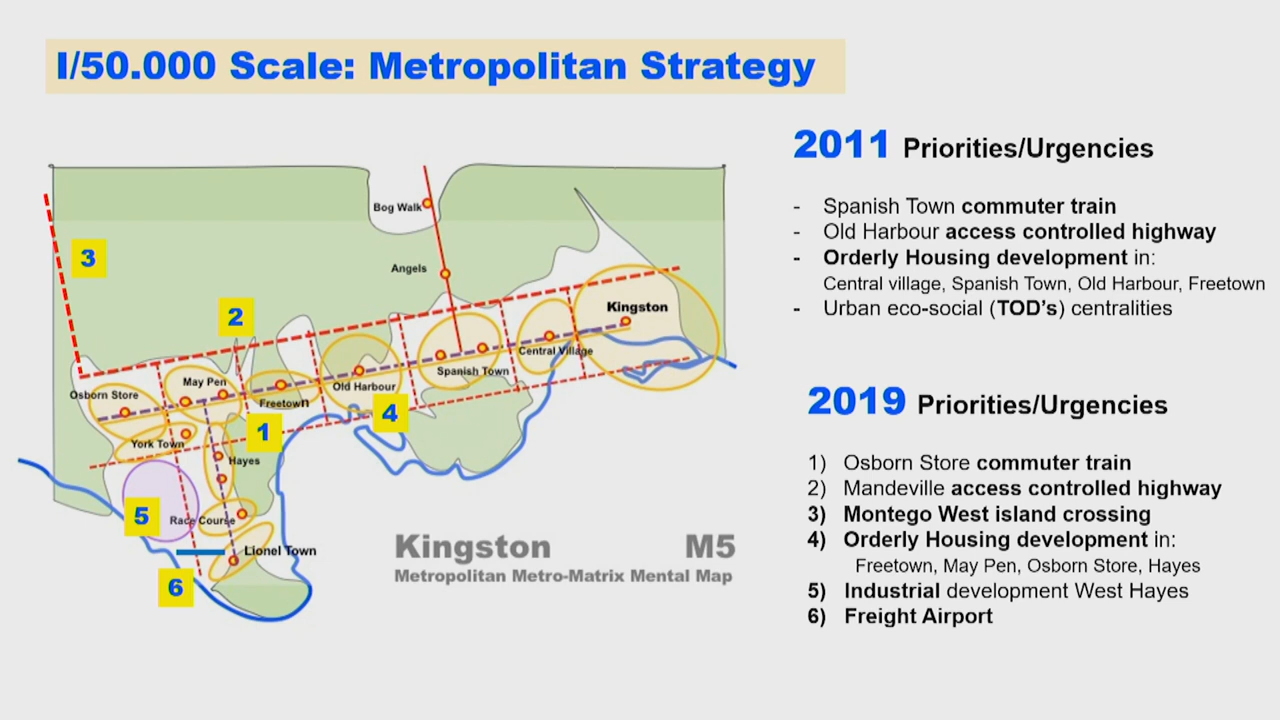 I/50.000 Scale: Metropolitan Strategy
2011 Priorities/Urgencies
- Spanish Town commuter train
- Old Harbour access controlled highway
- Orderly Housing development in:
Central village, Spanish Town, Old Harbour, Freetown
- Urban eco-social (TOD's) centralities
2019 Priorities/Urgencies
1) Osborn Store commuter train
2) Mandeville access controlled highway
3) Montego West island crossing
4) Orderly Housing development in:
Freetown, May Pen, Osborn Store, Hayes
5) Industrial development West Hayes
6) Freight Airport
Bog Walk
3
Angels
Kingston
2
Central Village
Spanish Town
May Pen
Old Harbour
Osborn Store
Freetown
4
1
York Town
Hayes
5
Race Course
Lionel Town
6
Kingston M5
Metropolitan Metro-Matrix Mental Map